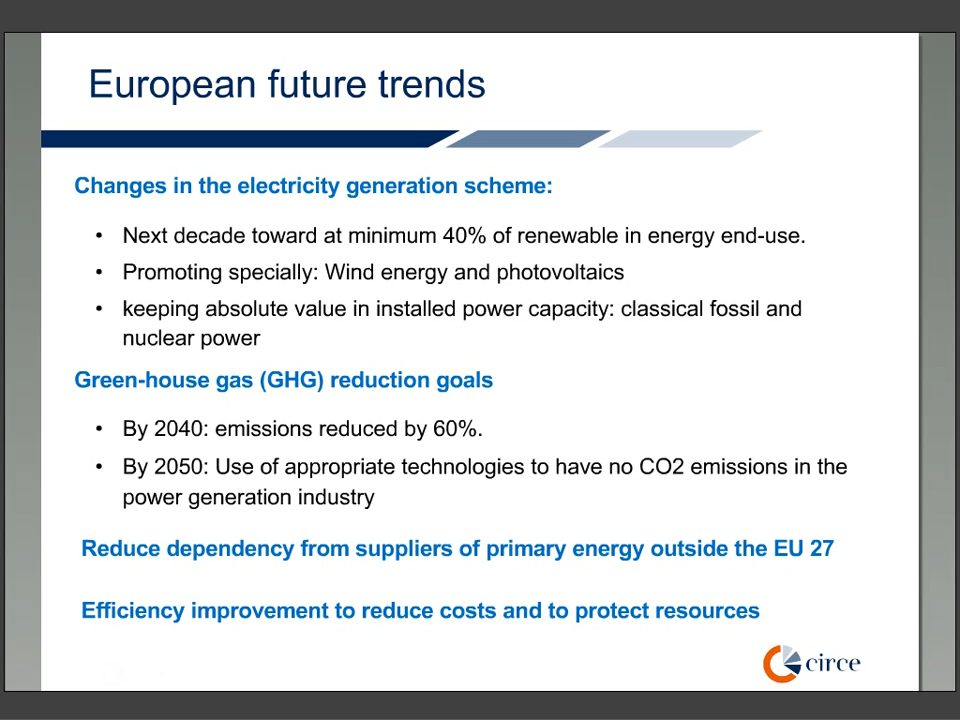 European future trends
Changes in the electricity generation scheme:
• Next decade toward at minimum 40% of renewable in energy end-use.
• Promoting specially: Wind energy and photovoltaics
• keeping absolute value in installed power capacity: classical fossil and
nuclear power
Green-house gas (GHG) reduction goals
• By 2040: emissions reduced by 60%.
• By 2050: Use of appropriate technologies to have no CO2 emissions in the
power generation industry
Reduce dependency from suppliers of primary energy outside the EU 27
Efficiency improvement to reduce costs and to protect resources
circe